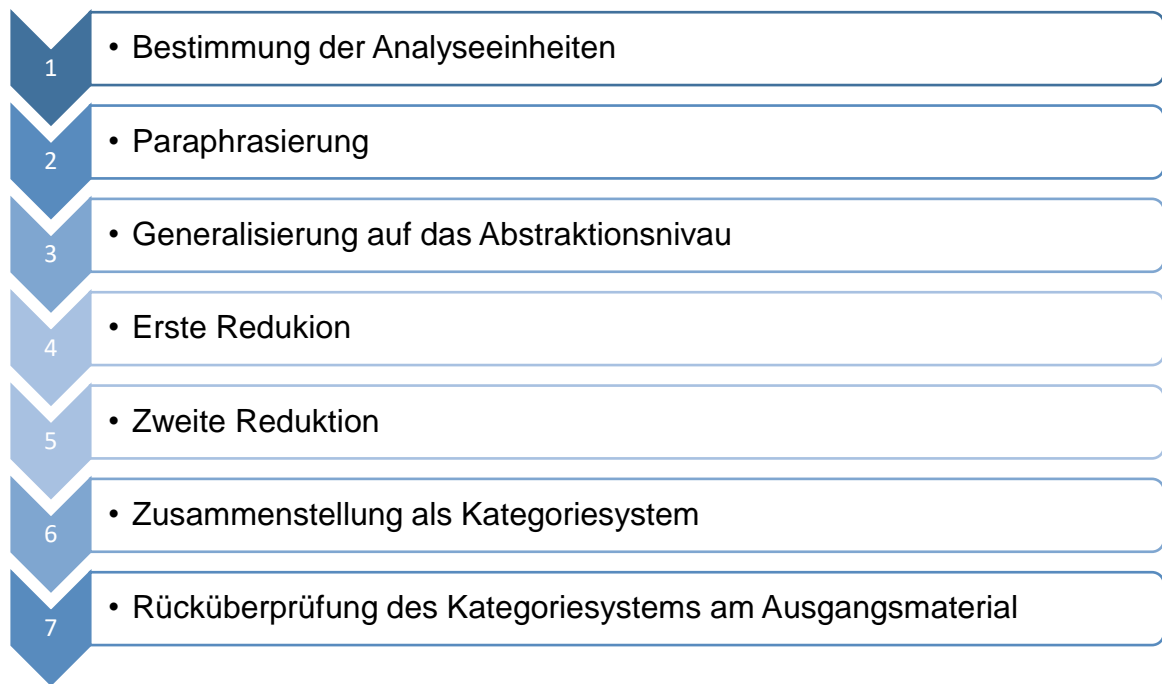 1
• Bestimmung der Analyseeinheiten
2
• Paraphrasierung
3
• Generalisierung auf das Abstraktionsnivau
4
• Erste Redukion
5
• Zweite Reduktion
6
• Zusammenstellung als Kategoriesystem
7
• Rücküberprüfung des Kategoriesystems am Ausgangsmaterial